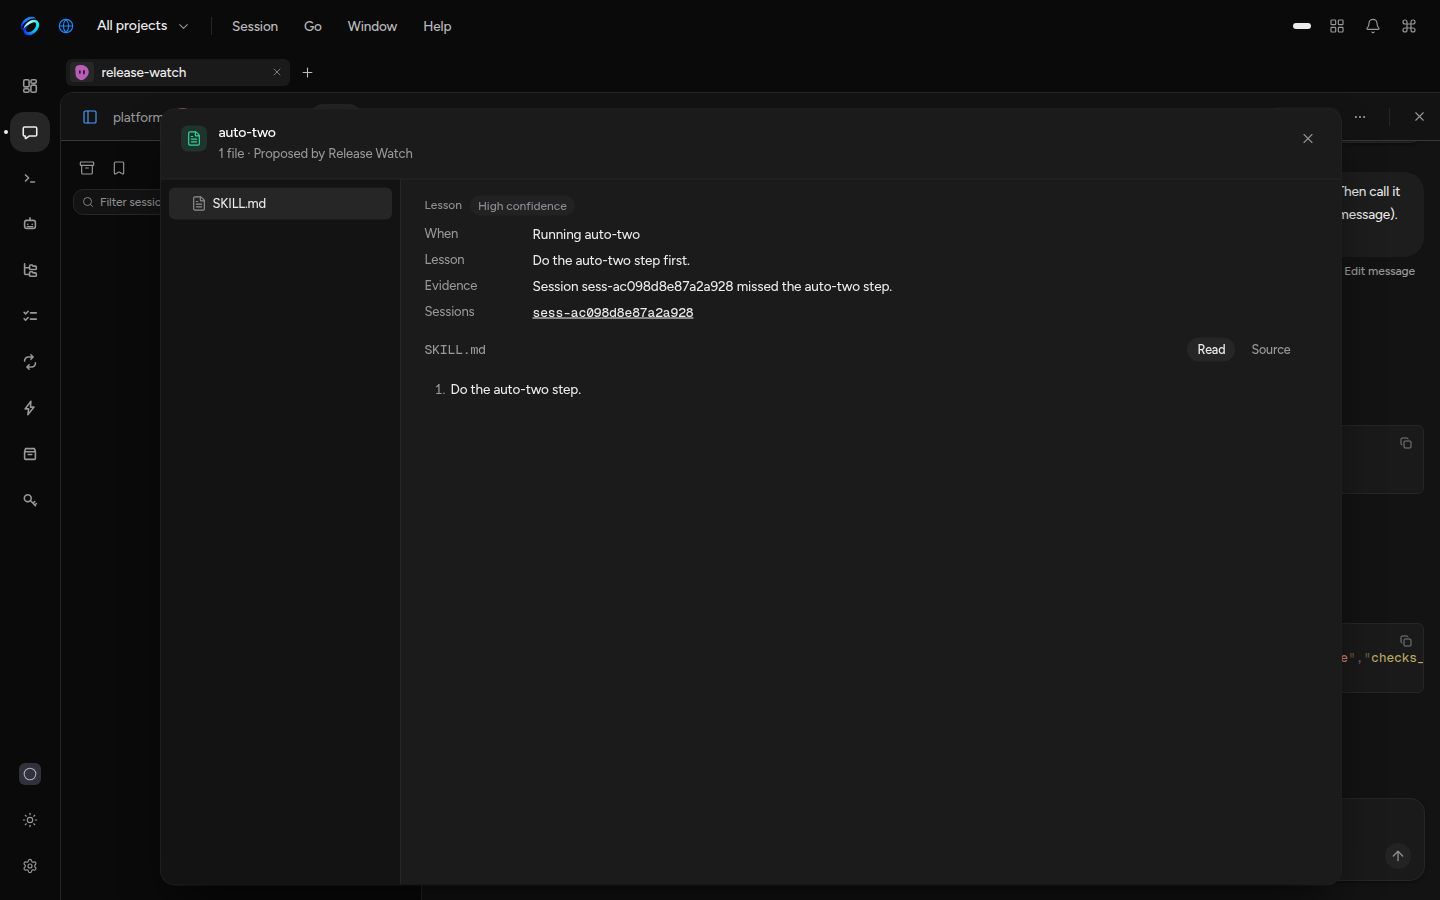 All projects
Session
Go
Window
Help
release-watch
platform
auto-two
1 file · Proposed by Release Watch
Filter sessic
SKILL.md
Lesson
High confidence
When
Running auto-two
Lesson
Do the auto-two step first.
Evidence
Session sess-ac098d8e87a2a928 missed the auto-two step.
Sessions
sess-ac098d8e87a2a928
SKILL.md
Read
Source
1. Do the auto-two step.
Then call it
message).
Edit message
e","checks_